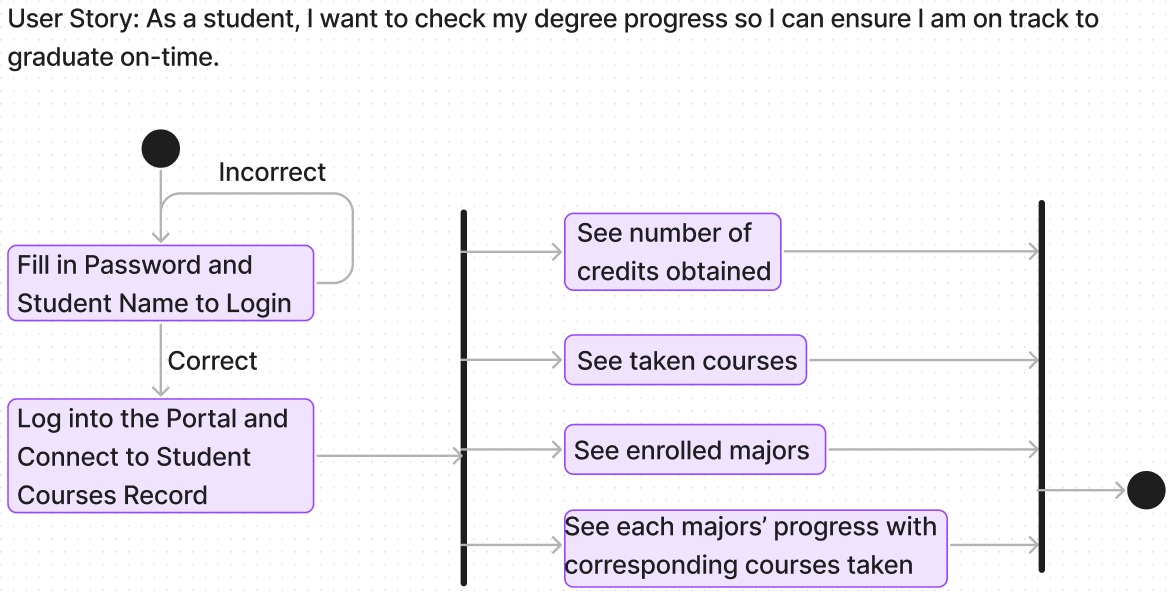 User Story: As a student, I want to check my degree progress so I can ensure I am on track to
graduate on-time.
Incorrect
Fill in Password and
Student Name to Login
Correct
Log into the Portal and
Connect to Student
Courses Record
See number of
credits obtained
See taken courses
See enrolled majors
See each majors’ progress with
corresponding courses taken